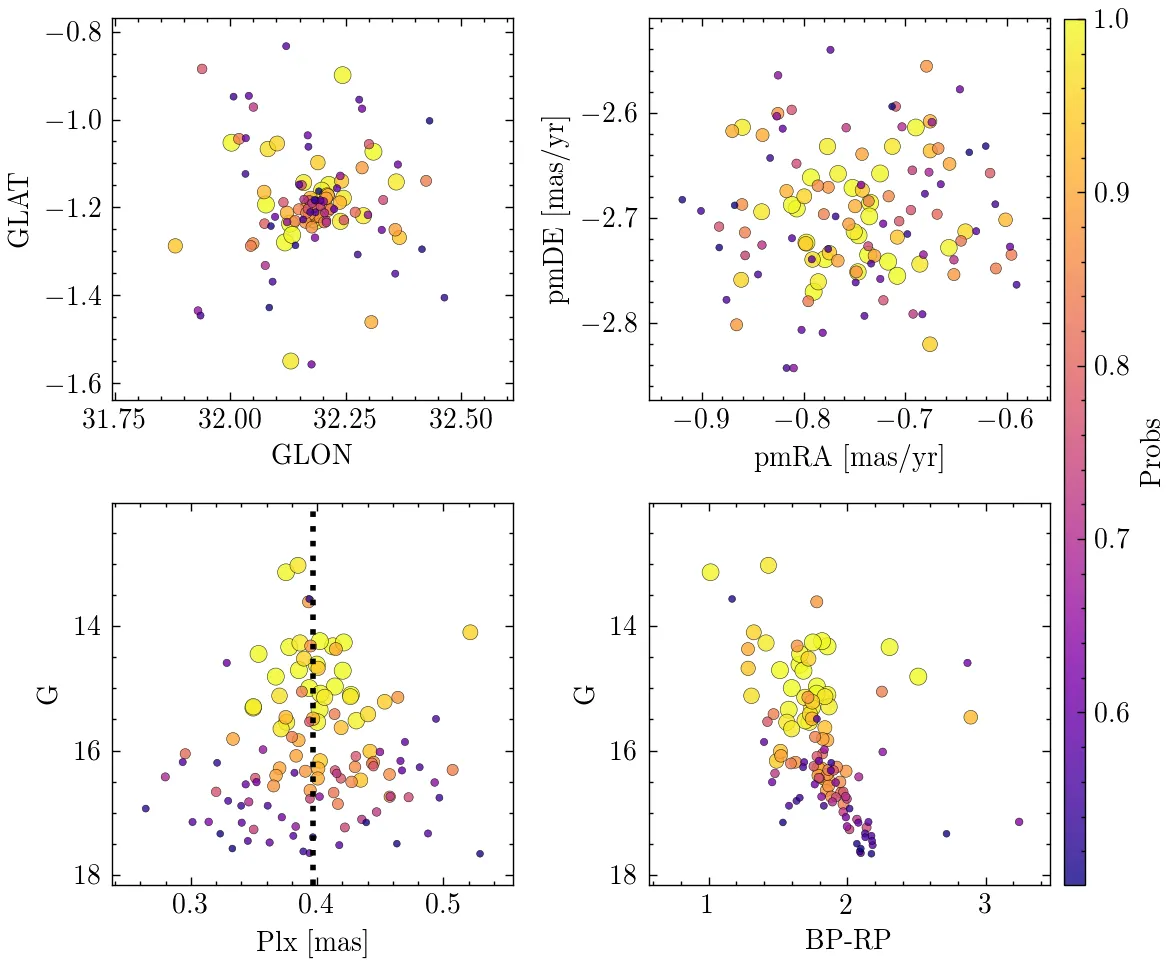 −0.8
−1.0
−1.2
−1.4
−1.6
GLAT
31.75 32.00 32.25 32.50
GLON
−2.6
−2.7
−2.8
pmDE [mas/yr]
−0.9 −0.8 −0.7 −0.6
pmRA [mas/yr]
14
16
18
G
0.3 0.4 0.5
Plx [mas]
14
16
18
G
1 2 3
BP-RP
1.0
0.9
0.8
0.7
0.6
Probs